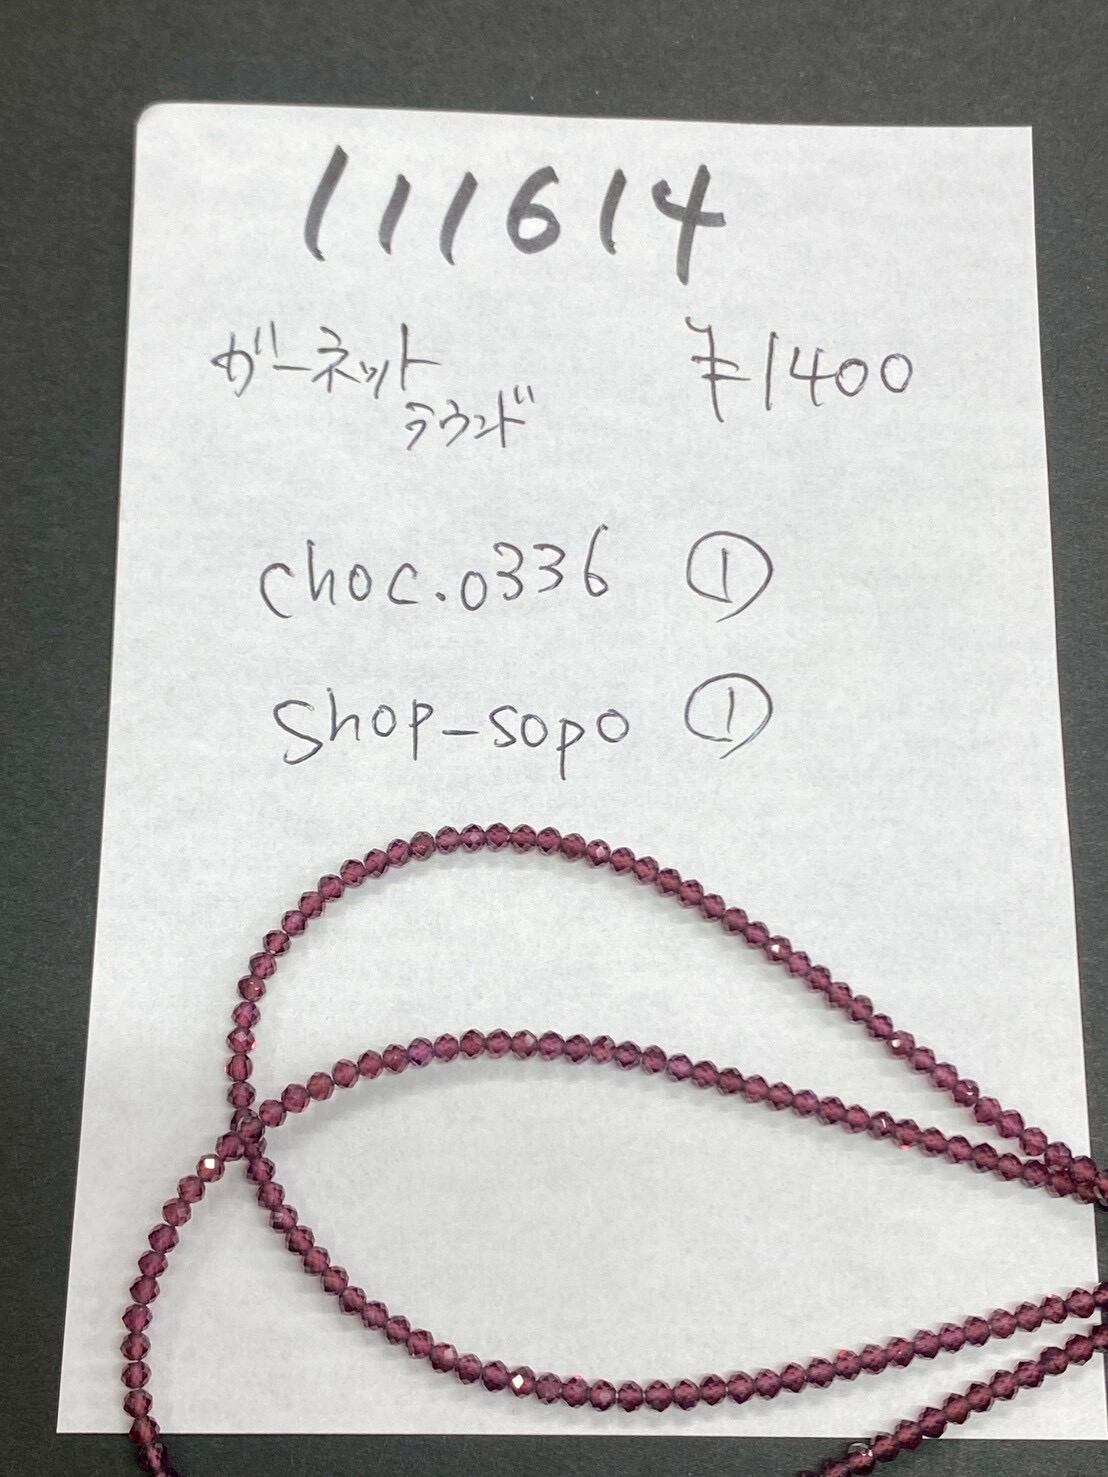 111614
ガーネット ¥1400
ラウンド
choc.0336 ①
shop-sopo ①